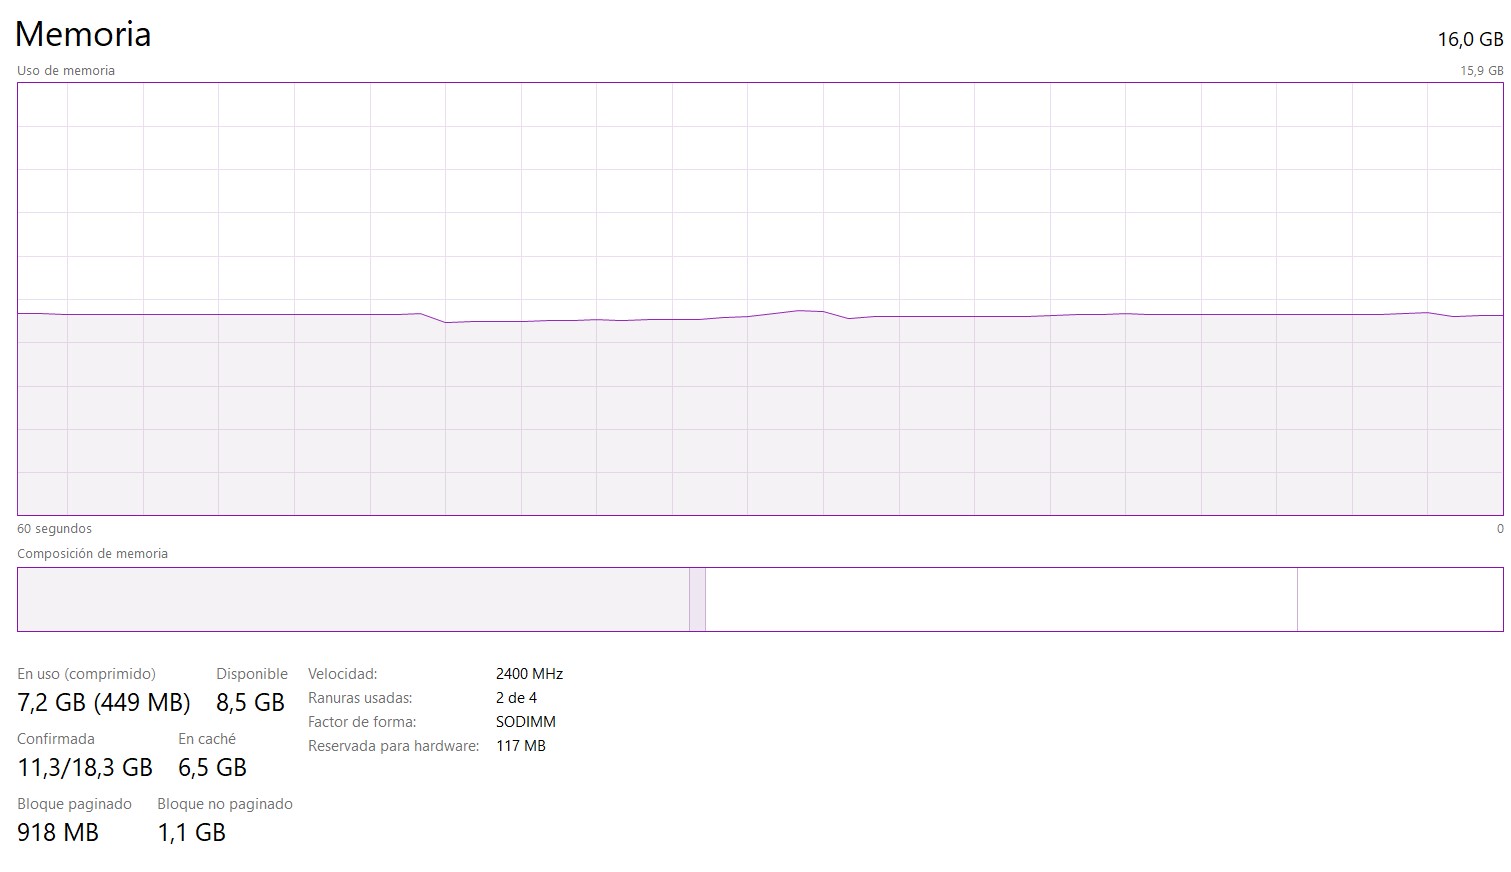 Memoria
16,0 GB
Uso de memoria
15,9 GB
60 segundos
0
Composición de memoria
En uso (comprimido)
7,2 GB (449 MB)
Disponible
8,5 GB
Confirmada
11,3/18,3 GB
En caché
6,5 GB
Bloque paginado
918 MB
Bloque no paginado
1,1 GB
Velocidad: 2400 MHz
Ranuras usadas: 2 de 4
Factor de forma: SODIMM
Reservada para hardware: 117 MB